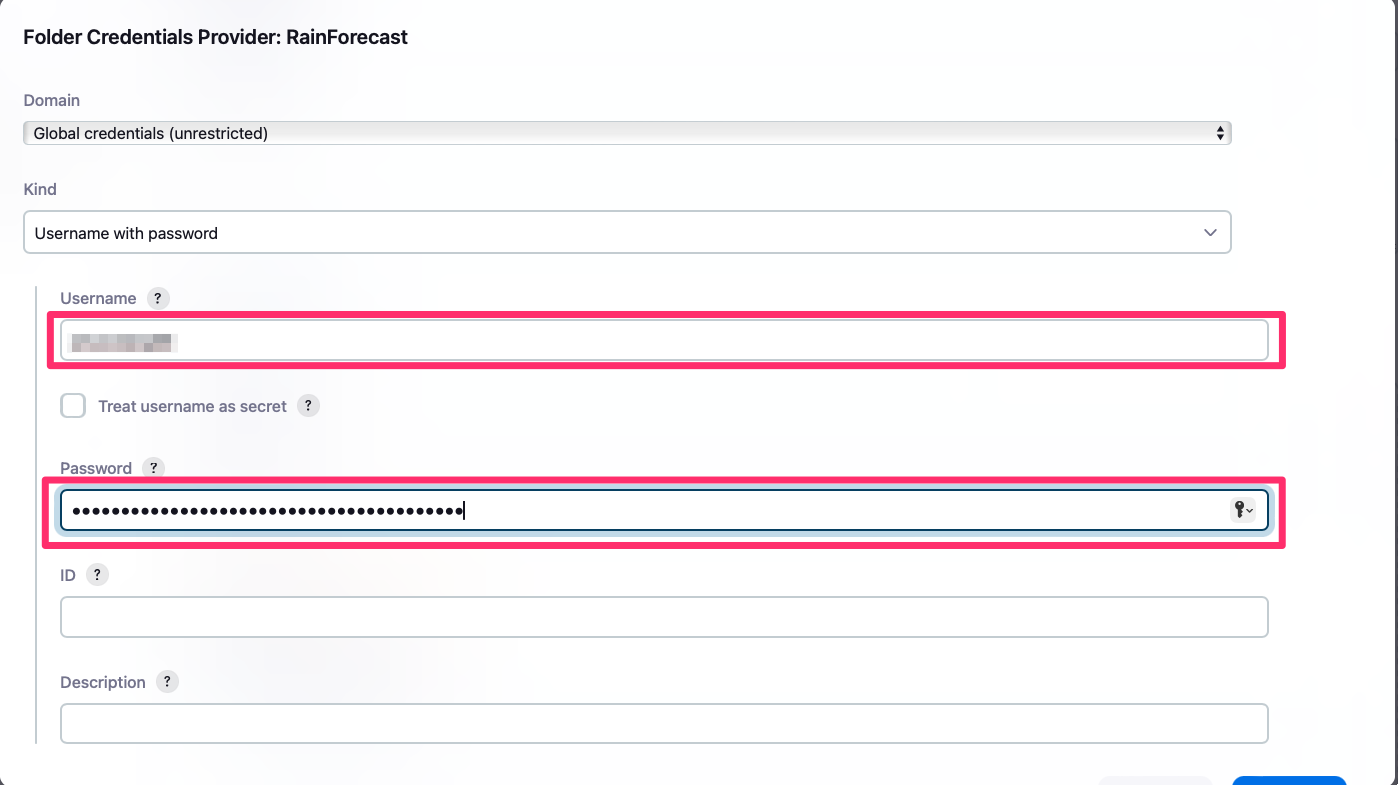 Folder Credentials Provider: RainForecast
Domain
Global credentials (unrestricted)
Kind
Username with password
Username ?
Treat username as secret ?
Password ?
••••••••••••••••••••••••••••••••••••••••
ID ?
Description ?